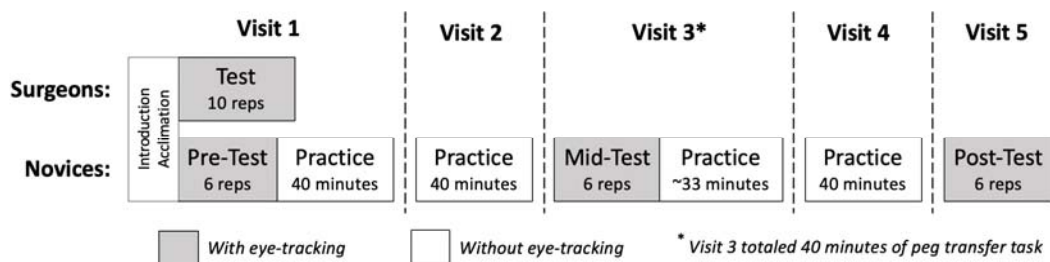 Visit 1 Visit 2 Visit 3* Visit 4 Visit 5
Surgeons:
Introduction
Acclimation
Test
10 reps
Novices:
Pre-Test
6 reps
Practice
40 minutes
Practice
40 minutes
Mid-Test
6 reps
Practice
~33 minutes
Practice
40 minutes
Post-Test
6 reps
With eye-tracking
Without eye-tracking
* Visit 3 totaled 40 minutes of peg transfer task